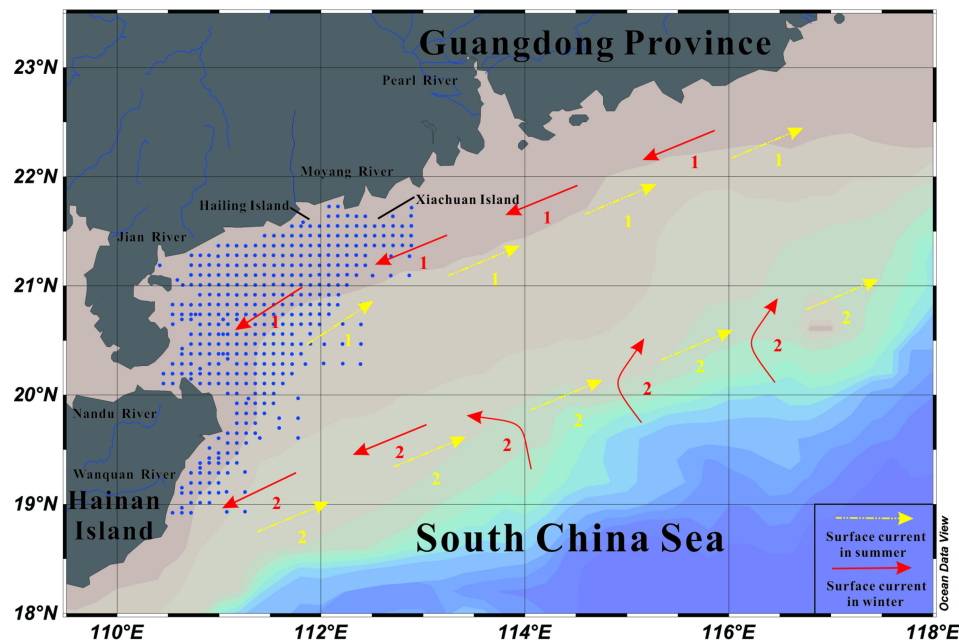 Guangdong Province
23°N
Pearl River
22°N
Moyang River
Hailing Island
Xiachuan Island
Jian River
21°N
20°N
Nandu River
Wanquan River
19°N
Hainan
Island
South China Sea
18°N
110°E
112°E
114°E
116°E
118°E
1
1
1
1
1
1
1
1
2
2
2
2
2
2
2
2
2
2
Surface current
in summer
Surface current
in winter
Ocean Data View